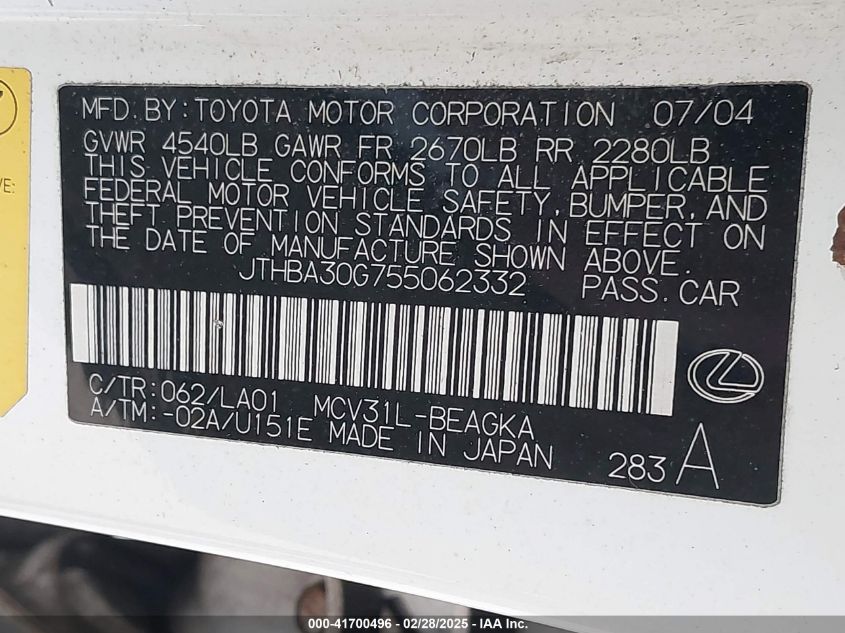 MFD. BY: TOYOTA MOTOR CORPORATION 07/04
GVWR 4540LB GAWR FR 2670LB RR 2280LB
THIS VEHICLE CONFORMS TO ALL APPLICABLE
FEDERAL MOTOR VEHICLE SAFETY, BUMPER, AND
THEFT PREVENTION STANDARDS IN EFFECT ON
THE DATE OF MANUFACTURE SHOWN ABOVE.
JTHBA30G755062332 PASS. CAR
C/TR: 062/LA01 MCV31L-BEAGKA
A/TM: -02A/U151E MADE IN JAPAN
283 A
000-41700496 - 02/28/2025 - IAA Inc.